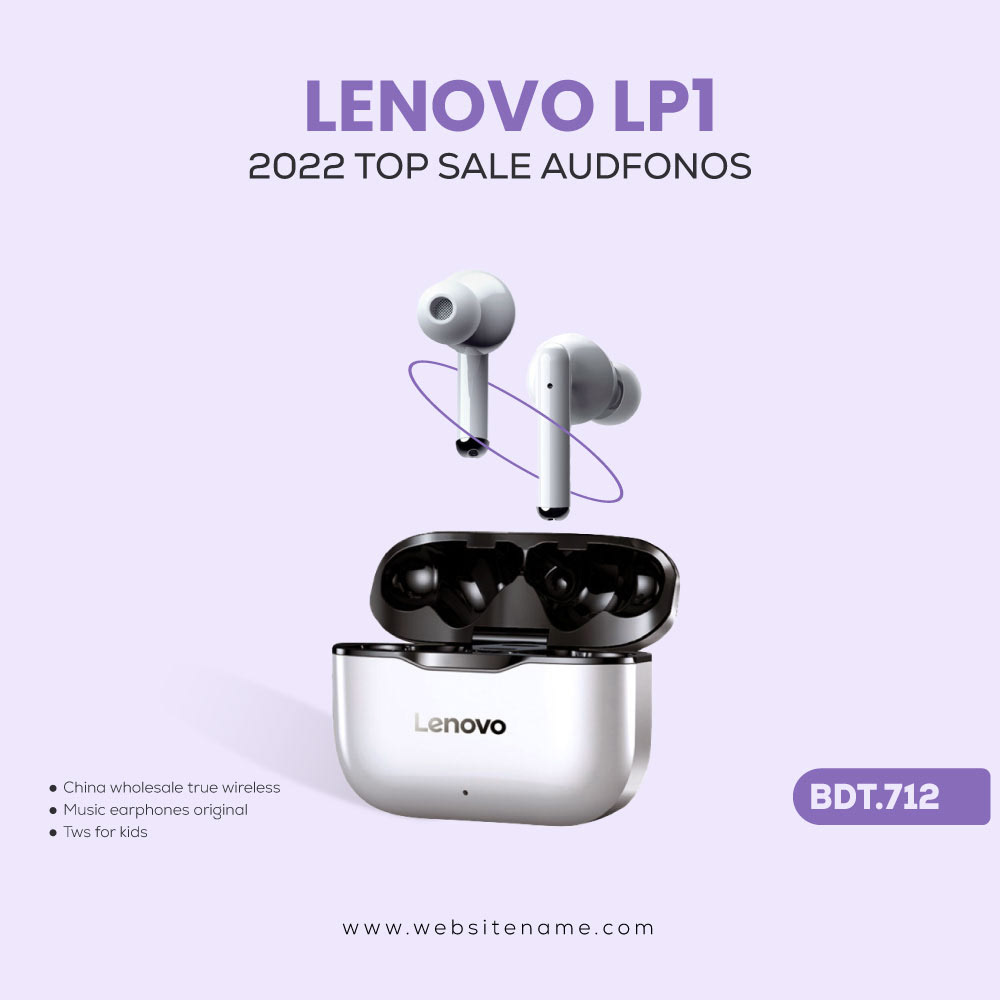 LENOVO LP1
2022 TOP SALE AUDFONOS
Lenovo
● China wholesale true wireless
● Music earphones original
● Tws for kids
BDT.712
www.websitename.com